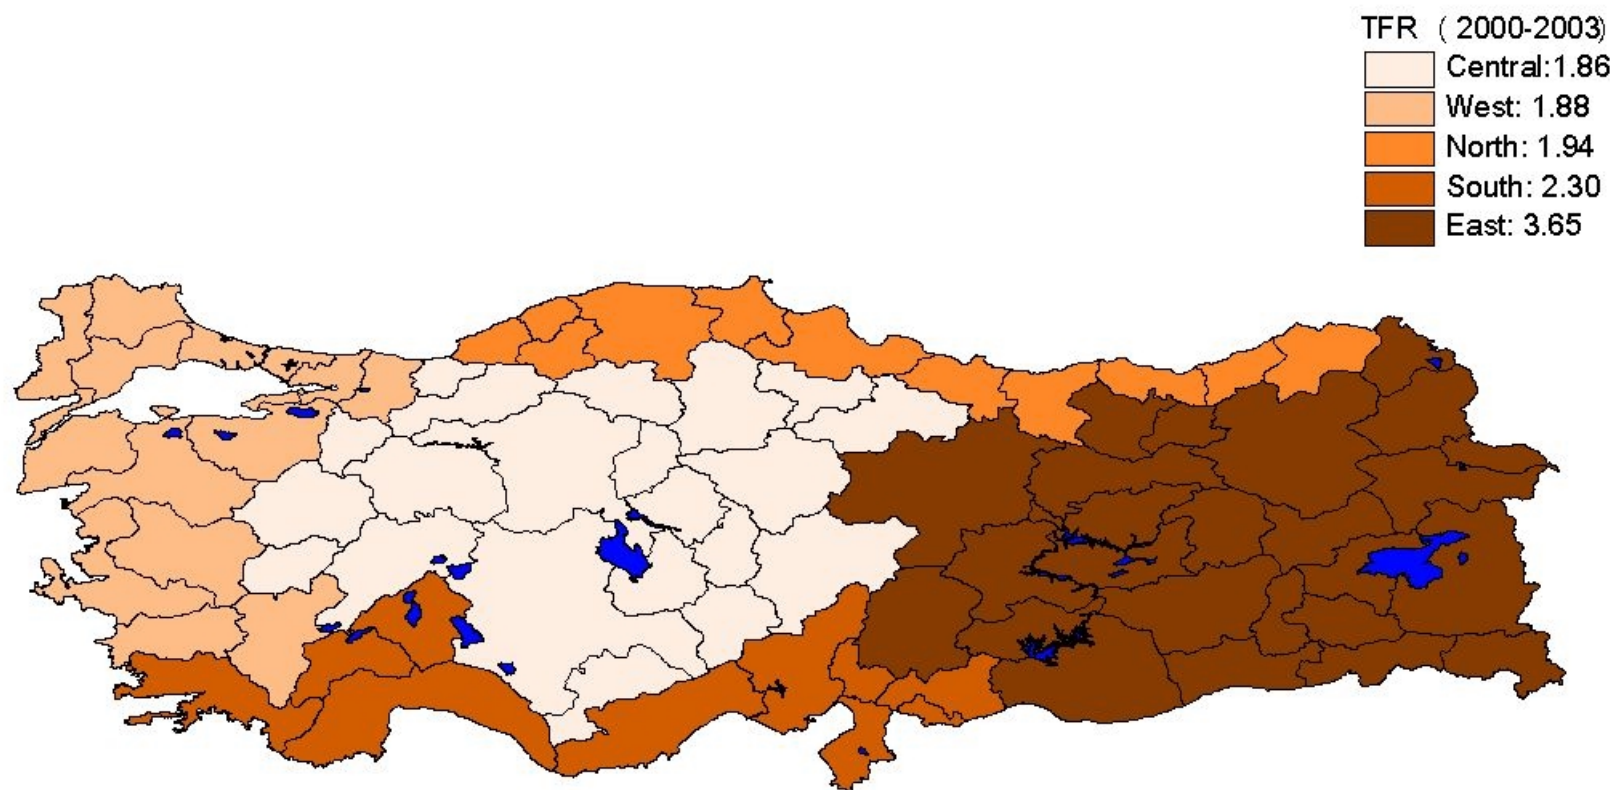 TFR ( 2000-2003)
Central:1.86
West: 1.88
North: 1.94
South: 2.30
East: 3.65